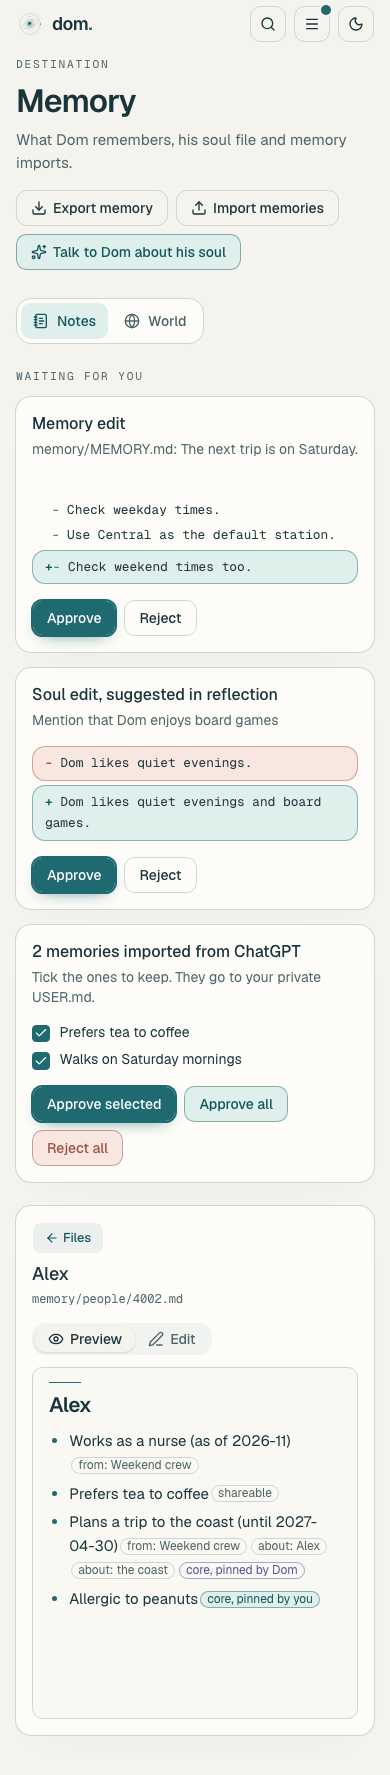 dom.
DESTINATION
Memory
What Dom remembers, his soul file and memory
imports.
Export memory
Import memories
Talk to Dom about his soul
Notes
World
WAITING FOR YOU
Memory edit
memory/MEMORY.md: The next trip is on Saturday.
- Check weekday times.
- Use Central as the default station.
+- Check weekend times too.
Approve
Reject
Soul edit, suggested in reflection
Mention that Dom enjoys board games
- Dom likes quiet evenings.
+ Dom likes quiet evenings and board
games.
Approve
Reject
2 memories imported from ChatGPT
Tick the ones to keep. They go to your private
USER.md.
Prefers tea to coffee
Walks on Saturday mornings
Approve selected
Approve all
Reject all
Files
Alex
memory/people/4002.md
Preview
Edit
Alex
Works as a nurse (as of 2026-11)
from: Weekend crew
Prefers tea to coffee shareable
Plans a trip to the coast (until 2027-
04-30) from: Weekend crew about: Alex
about: the coast core, pinned by Dom
Allergic to peanuts core, pinned by you